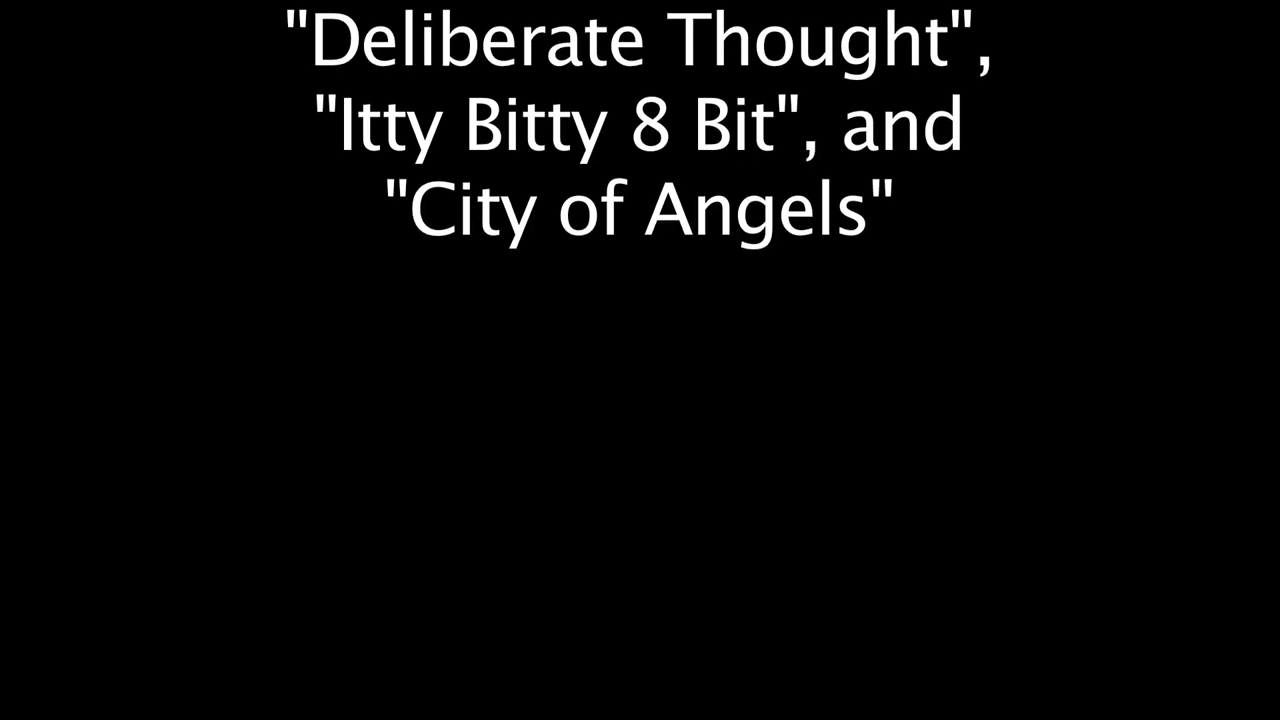 "Deliberate Thought",
"Itty Bitty 8 Bit", and
"City of Angels"